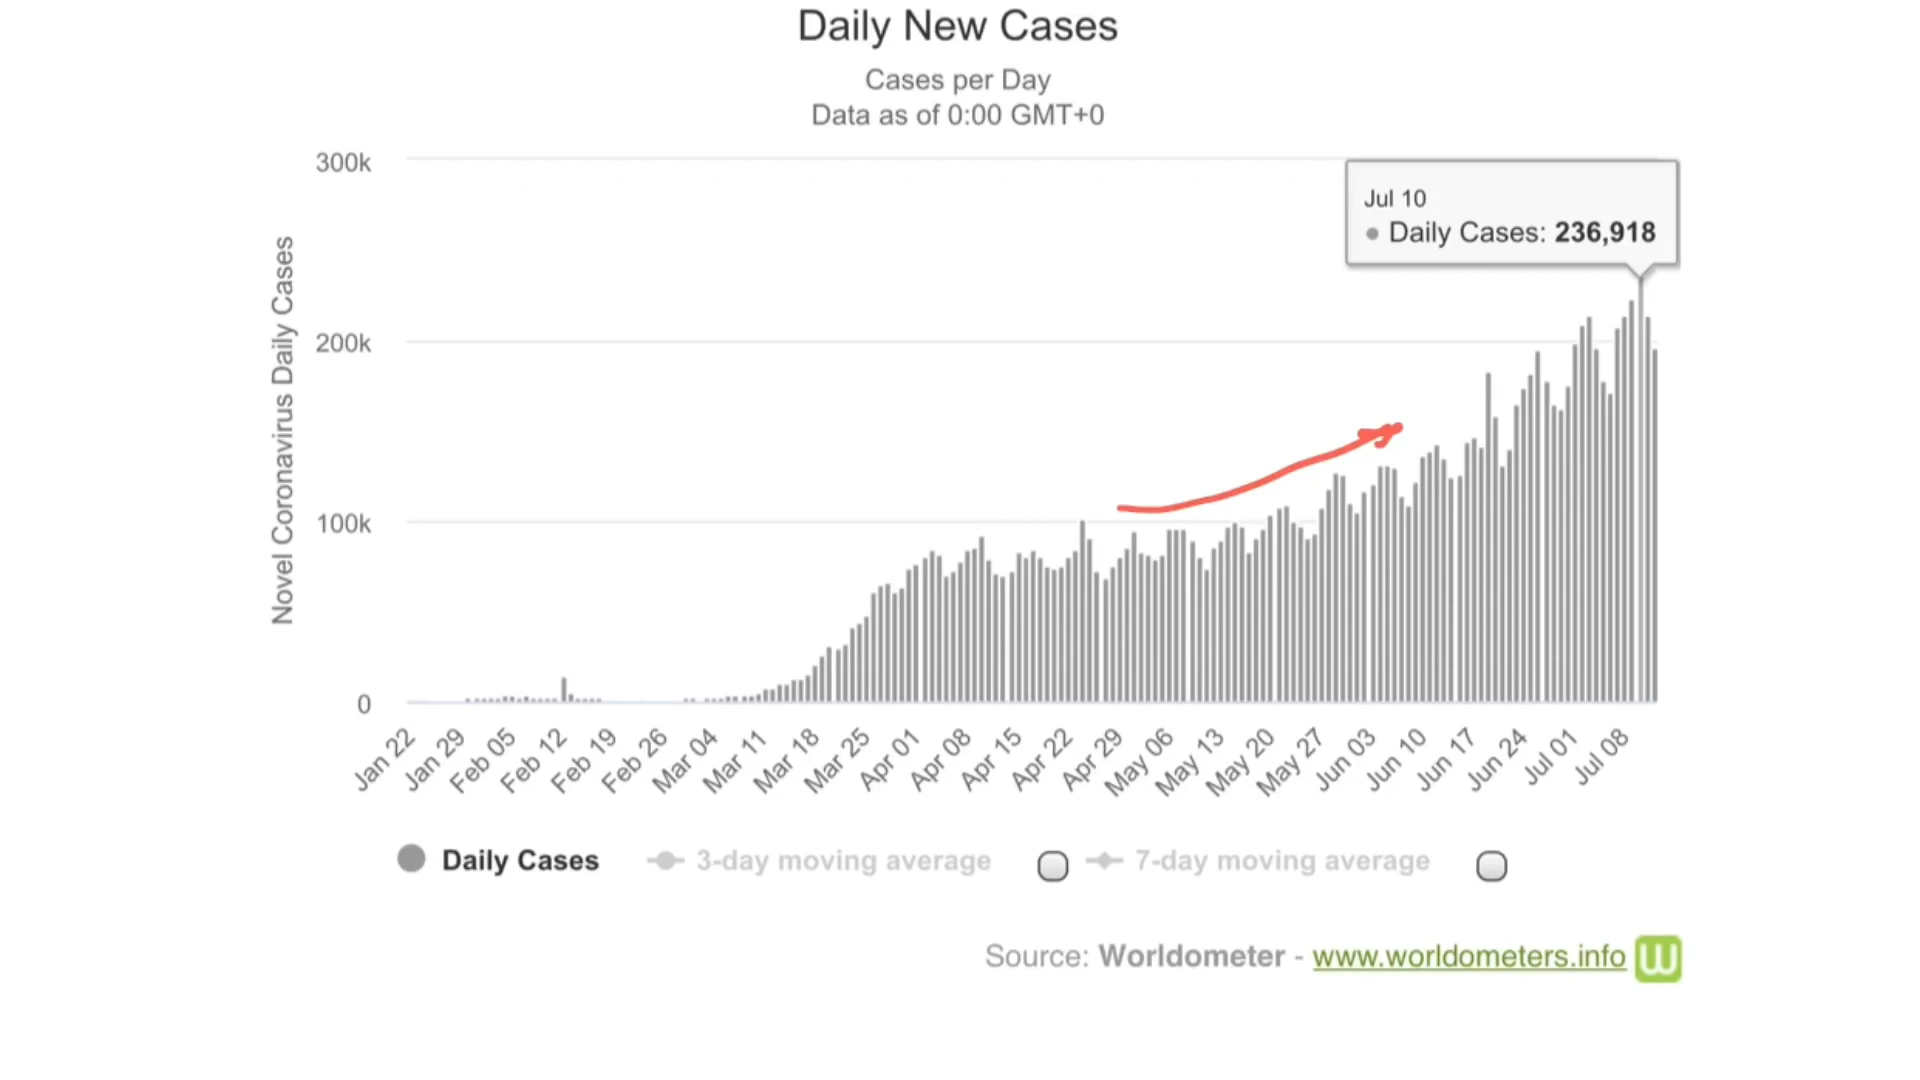 Daily New Cases
Cases per Day
Data as of 0:00 GMT+0
300k
200k
100k
0
Novel Coronavirus Daily Cases
Jul 10
Daily Cases: 236,918
Jan 22
Jan 29
Feb 05
Feb 12
Feb 19
Feb 26
Mar 04
Mar 11
Mar 18
Mar 25
Apr 01
Apr 08
Apr 15
Apr 22
Apr 29
May 06
May 13
May 20
May 27
Jun 03
Jun 10
Jun 17
Jun 24
Jul 01
Jul 08
Daily Cases 3-day moving average 7-day moving average
Source: Worldometer - www.worldometers.info W